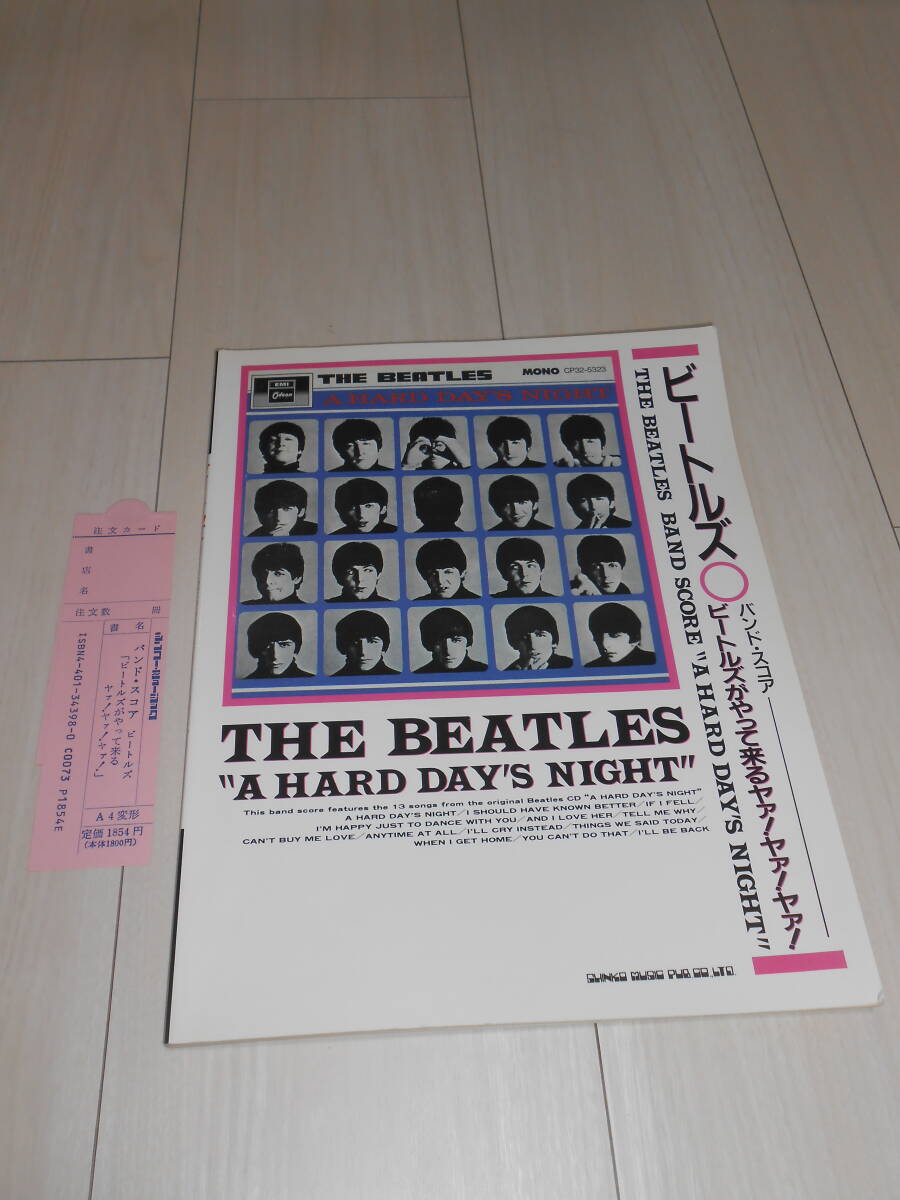 EMI
Odeon
THE BEATLES
MONO CP32-5323
A HARD DAY'S NIGHT
THE BEATLES
"A HARD DAY'S NIGHT"
This band score features the 13 songs from the original Beatles CD "A HARD DAY'S NIGHT"
A HARD DAY'S NIGHT/I SHOULD HAVE KNOWN BETTER/IF I FELL/
I'M HAPPY JUST TO DANCE WITH YOU/AND I LOVE HER/TELL ME WHY/
CAN'T BUY ME LOVE/ANYTIME AT ALL/I'LL CRY INSTEAD/THINGS WE SAID TODAY/
WHEN I GET HOME/YOU CAN'T DO THAT/I'LL BE BACK
ビートルズ
バンド・スコア
ビートルズがやって来るヤァ!ヤァ!ヤァ!
THE BEATLES BAND SCORE "A HARD DAY'S NIGHT"
SHINKO MUSIC PUB. CO., LTD.
注文カード
書店名
注文数 冊
書名
バンド・スコア ビートルズ
「ビートルズがやって来る
ヤァ!ヤァ!ヤァ!」
ISBN4-401-34398-0 C0073 P1854E
A4変形
定価1854円
(本体1800円)